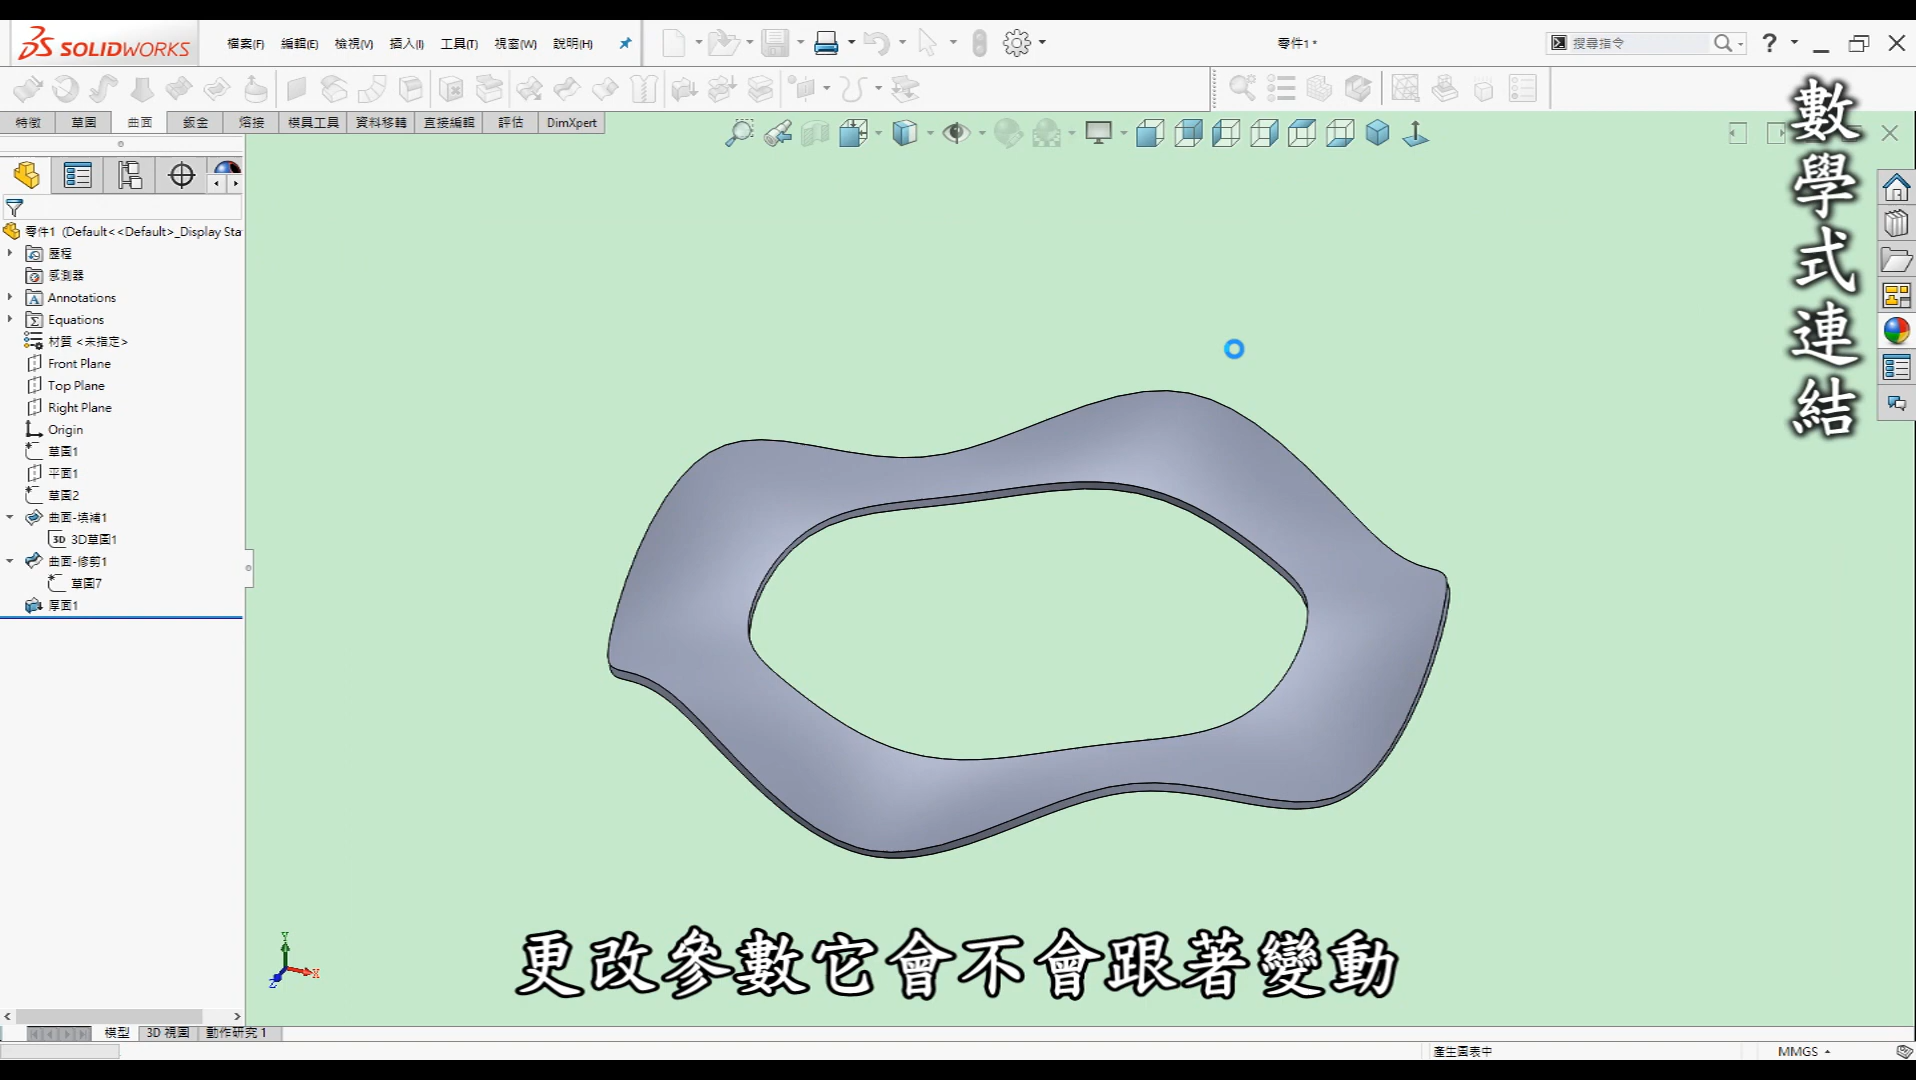 SOLIDWORKS
檔案(F) 編輯(E) 檢視(V) 插入(I) 工具(T) 視窗(W) 說明(H)
零件1 *
搜尋指令
特徵 草圖 曲面 鈑金 熔接 模具工具 資料移轉 直接編輯 評估 DimXpert
零件1 (Default<<Default>_Display Sta
歷程
感測器
Annotations
Equations
材質 <未指定>
Front Plane
Top Plane
Right Plane
Origin
草圖1
平面1
草圖2
曲面-填補1
3D草圖1
曲面-修剪1
草圖7
厚面1
數學式連結
Y
X
Z
更改參數它會不會跟著變動
模型 3D 視圖 動作研究 1
產生圖表中
MMGS